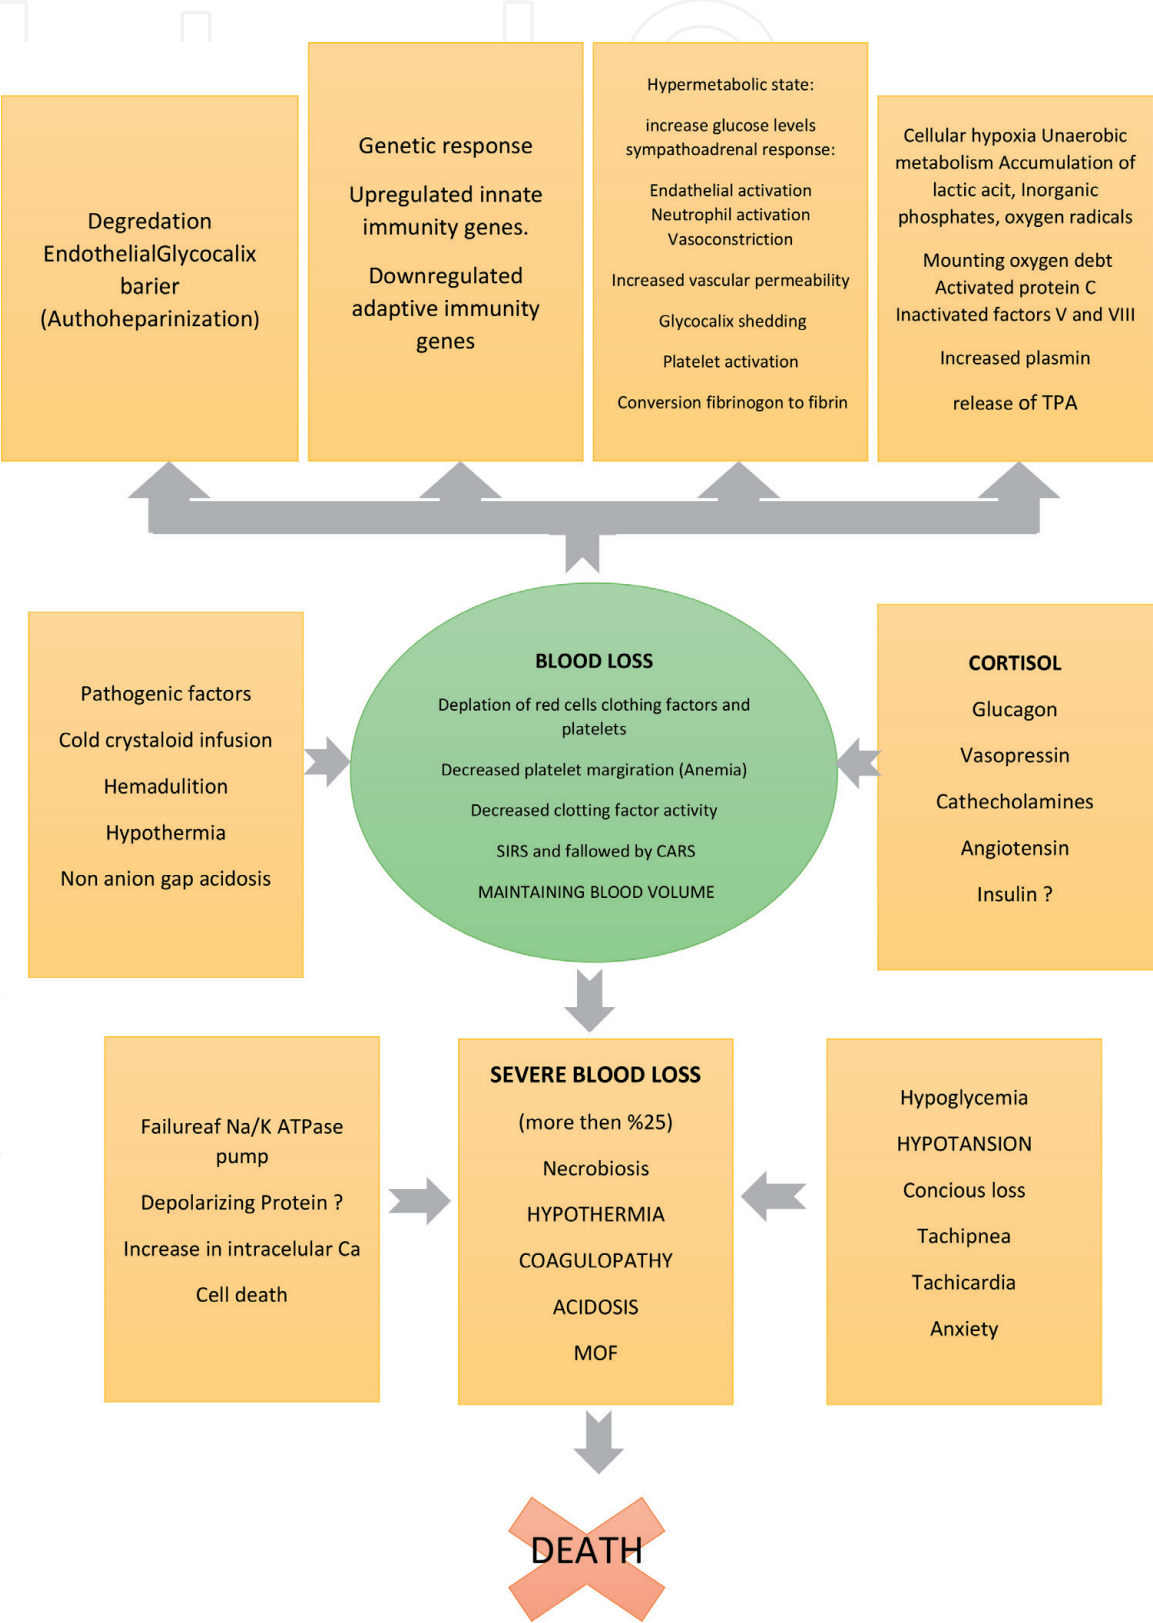 Degredation
EndothelialGlycocalix
barier
(Authoheparinization)
Genetic response
Upregulated innate
immunity genes.
Downregulated
adaptive immunity
genes
Hypermetabolic state:
increase glucose levels
sympathoadrenal response:
Endathelial activation
Neutrophil activation
Vasoconstriction
Increased vascular permeability
Glycocalix shedding
Platelet activation
Conversion fibrinogon to fibrin
Cellular hypoxia Unaerobic
metabolism Accumulation of
lactic acit, Inorganic
phosphates, oxygen radicals
Mounting oxygen debt
Activated protein C
Inactivated factors V and VIII
Increased plasmin
release of TPA
Pathogenic factors
Cold crystaloid infusion
Hemadulition
Hypothermia
Non anion gap acidosis
BLOOD LOSS
Deplation of red cells clothing factors and
platelets
Decreased platelet margiration (Anemia)
Decreased clotting factor activity
SIRS and fallowed by CARS
MAINTAINING BLOOD VOLUME
CORTISOL
Glucagon
Vasopressin
Cathecholamines
Angiotensin
Insulin ?
Failureaf Na/K ATPase
pump
Depolarizing Protein ?
Increase in intracelular Ca
Cell death
SEVERE BLOOD LOSS
(more then %25)
Necrobiosis
HYPOTHERMIA
COAGULOPATHY
ACIDOSIS
MOF
Hypoglycemia
HYPOTANSION
Concious loss
Tachipnea
Tachicardia
Anxiety
DEATH